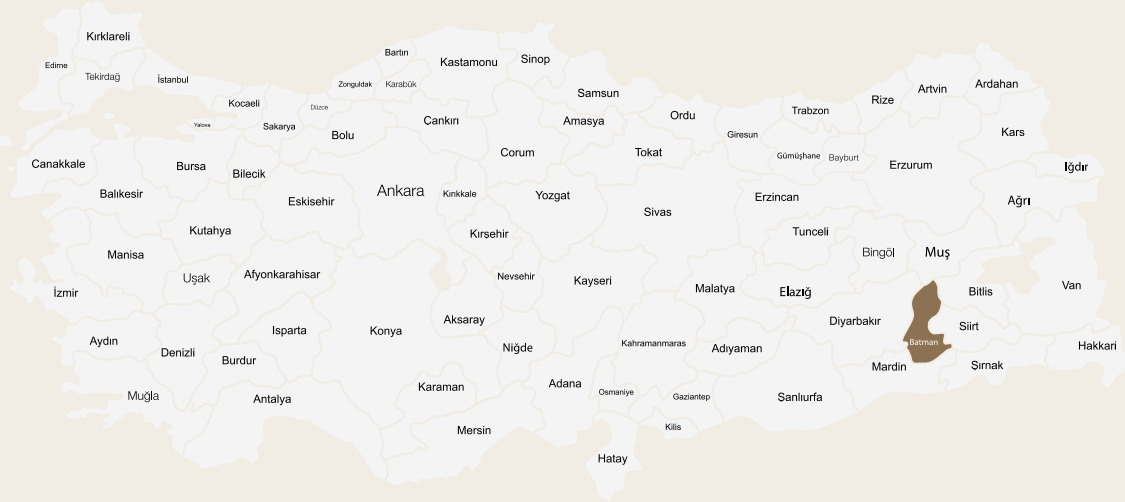 Kırklareli
Edirne
Tekirdağ
İstanbul
Kocaeli
Yalova
Sakarya
Düzce
Bolu
Zonguldak
Bartın
Karabük
Kastamonu
Sinop
Çankırı
Samsun
Amasya
Corum
Tokat
Ordu
Giresun
Trabzon
Gümüşhane
Bayburt
Rize
Artvin
Ardahan
Kars
Iğdır
Ağrı
Erzurum
Erzincan
Canakkale
Balıkesir
Bursa
Bilecik
Eskisehir
Ankara
Kırıkkale
Yozgat
Sivas
Kutahya
Manisa
Uşak
Afyonkarahisar
Kırşehir
Nevsehir
Kayseri
Malatya
Elazığ
Tunceli
Bingöl
Muş
Bitlis
Van
İzmir
Aydın
Denizli
Isparta
Burdur
Konya
Aksaray
Niğde
Kahramanmaras
Adıyaman
Diyarbakır
Batman
Siirt
Hakkari
Şırnak
Mardin
Muğla
Antalya
Karaman
Mersin
Adana
Osmaniye
Gaziantep
Kilis
Hatay
Şanlıurfa